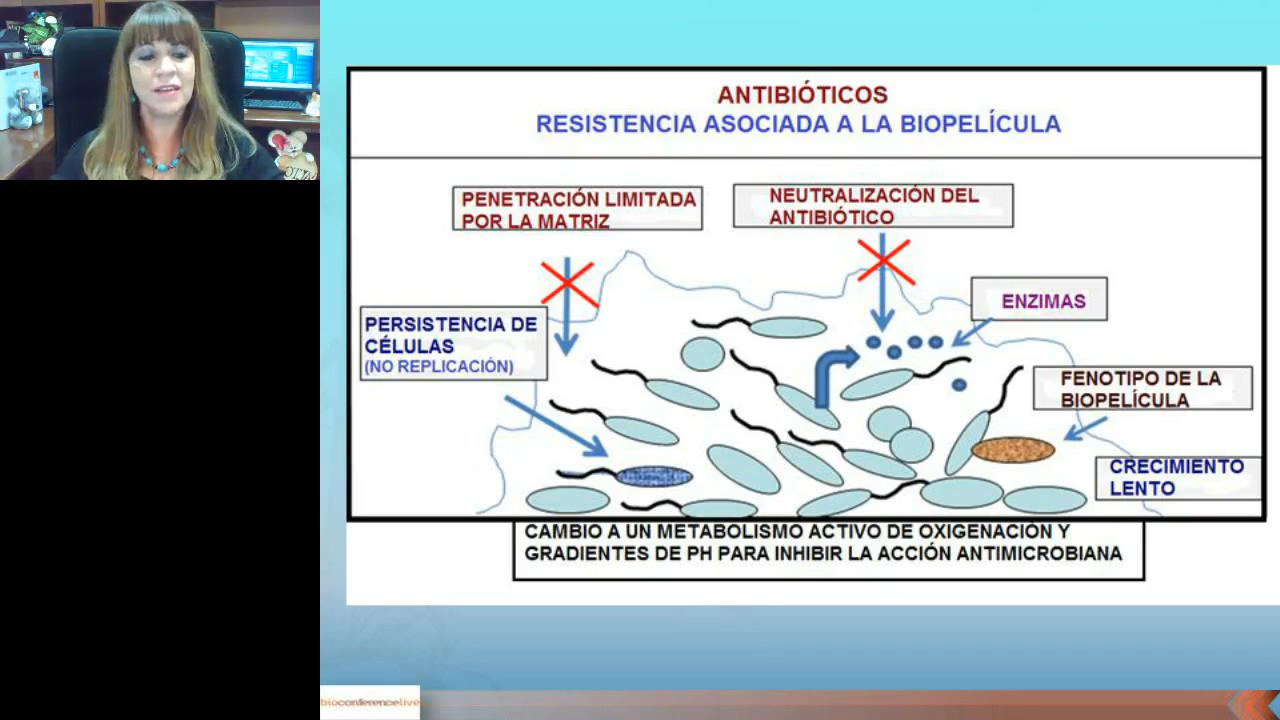 ANTIBIÓTICOS
RESISTENCIA ASOCIADA A LA BIOPELÍCULA
PENETRACIÓN LIMITADA
POR LA MATRIZ
NEUTRALIZACIÓN DEL
ANTIBIÓTICO
ENZIMAS
PERSISTENCIA DE
CÉLULAS
(NO REPLICACIÓN)
FENOTIPO DE LA
BIOPELÍCULA
CRECIMIENTO
LENTO
CAMBIO A UN METABOLISMO ACTIVO DE OXIGENACIÓN Y
GRADIENTES DE PH PARA INHIBIR LA ACCIÓN ANTIMICROBIANA
bioconferencelive